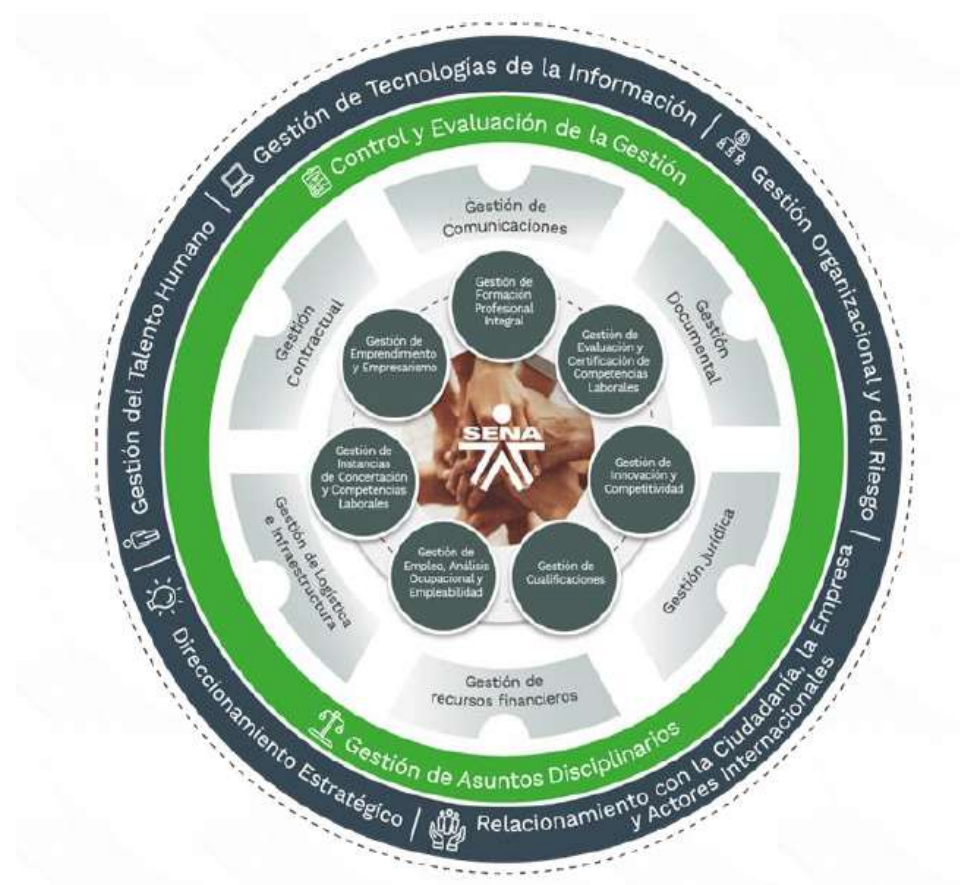 Gestión de Tecnologías de la Información
Gestión Organizacional y del Riesgo
Relacionamiento con la Ciudadanía, la Empresa
y Actores Internacionales
Direccionamiento Estratégico
Gestión del Talento Humano
Control y Evaluación de la Gestión
Gestión de Asuntos Disciplinarios
Gestión de
Comunicaciones
Gestión
Documental
Gestión Jurídica
Gestión de
recursos financieros
Gestión de Logística
e Infraestructura
Gestión
Contractual
Gestión de
Formación
Profesional
Integral
Gestión de
Evaluación y
Certificación de
Competencias
Laborales
Gestión de
Innovación y
Competitividad
Gestión de
Cualificaciones
Gestión de
Empleo, Análisis
Ocupacional y
Empleabilidad
Gestión de
Instancias
de Concertación
y Competencias
Laborales
Gestión de
Emprendimiento
y Empresarismo
SENA